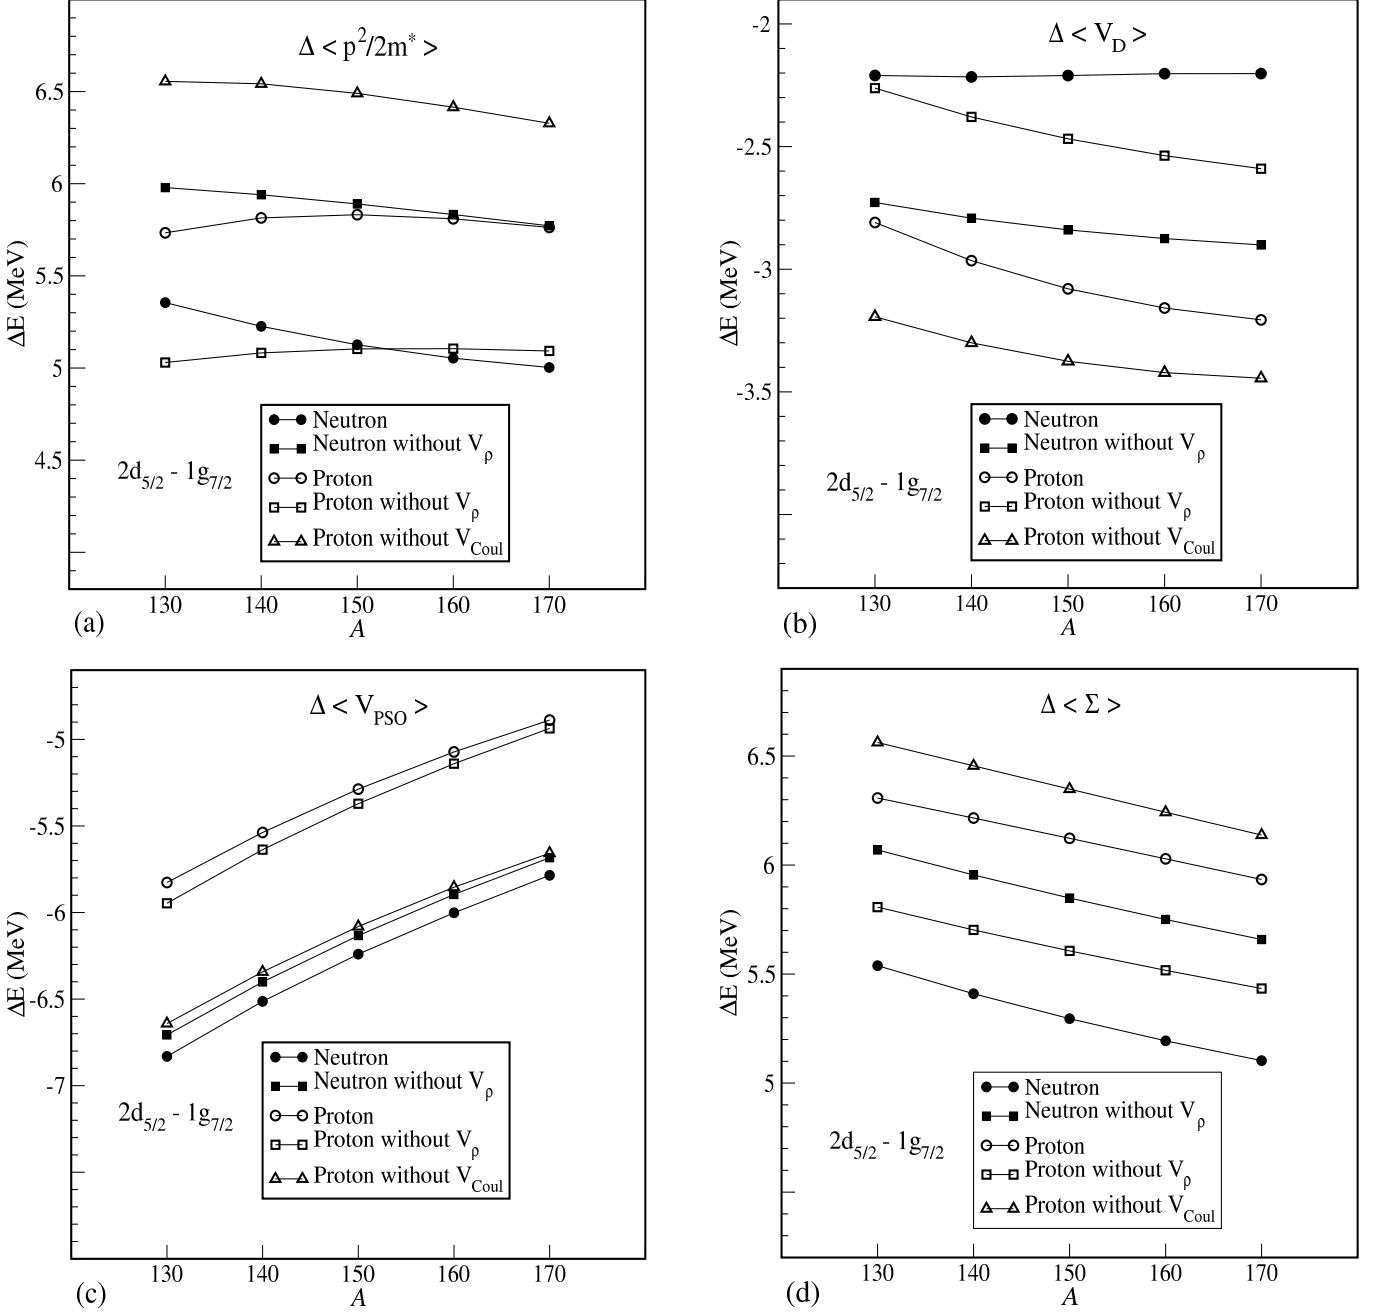 Δ < p²/2m* >
6.5
6
5.5
5
4.5
ΔE (MeV)
Neutron
Neutron without Vρ
Proton
Proton without Vρ
Proton without VCoul
2d5/2 - 1g7/2
130 140 150 160 170
(a)
A
Δ < VD >
-2
-2.5
-3
-3.5
ΔE (MeV)
Neutron
Neutron without Vρ
Proton
Proton without Vρ
Proton without VCoul
2d5/2 - 1g7/2
130 140 150 160 170
(b)
A
Δ < VPSO >
-5
-5.5
-6
-6.5
-7
ΔE (MeV)
Neutron
Neutron without Vρ
Proton
Proton without Vρ
Proton without VCoul
2d5/2 - 1g7/2
130 140 150 160 170
(c)
A
Δ < Σ >
6.5
6
5.5
5
ΔE (MeV)
Neutron
Neutron without Vρ
Proton
Proton without Vρ
Proton without VCoul
2d5/2 - 1g7/2
130 140 150 160 170
(d)
A